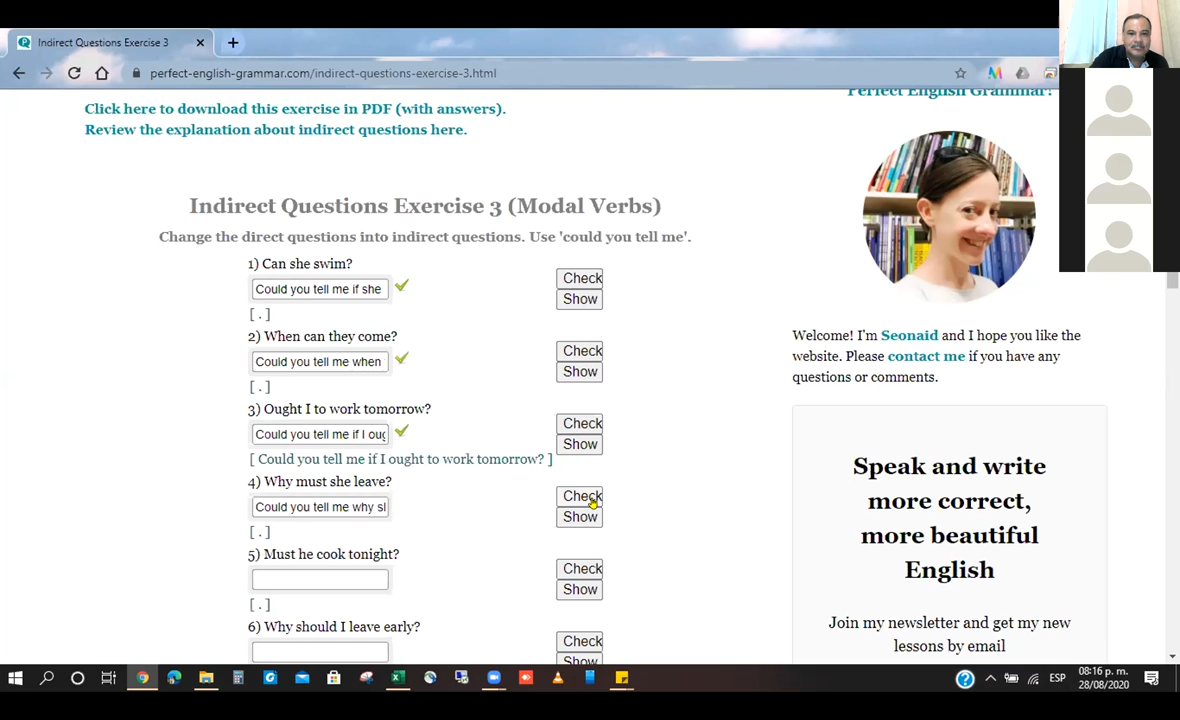 Indirect Questions Exercise 3
perfect-english-grammar.com/indirect-questions-exercise-3.html
Click here to download this exercise in PDF (with answers).
Review the explanation about indirect questions here.
Perfect English Grammar!
Indirect Questions Exercise 3 (Modal Verbs)
Change the direct questions into indirect questions. Use 'could you tell me'.
1) Can she swim?
Could you tell me if she
Check
Show
[ . ]
2) When can they come?
Could you tell me when
Check
Show
[ . ]
3) Ought I to work tomorrow?
Could you tell me if I oug
Check
Show
[ Could you tell me if I ought to work tomorrow? ]
4) Why must she leave?
Could you tell me why sl
Check
Show
[ . ]
5) Must he cook tonight?
Check
Show
[ . ]
6) Why should I leave early?
Check
Show
Welcome! I'm Seonaid and I hope you like the
website. Please contact me if you have any
questions or comments.
Speak and write
more correct,
more beautiful
English
Join my newsletter and get my new
lessons by email
ESP
08:16 p. m.
28/08/2020